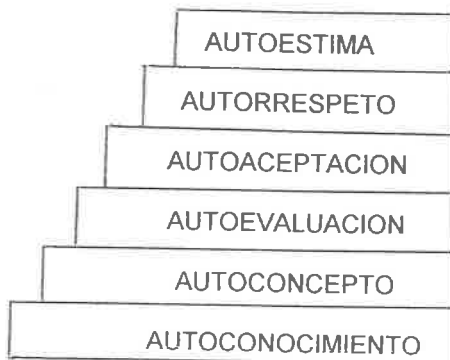 AUTOESTIMA
AUTORRESPETO
AUTOACEPTACION
AUTOEVALUACION
AUTOCONCEPTO
AUTOCONOCIMIENTO